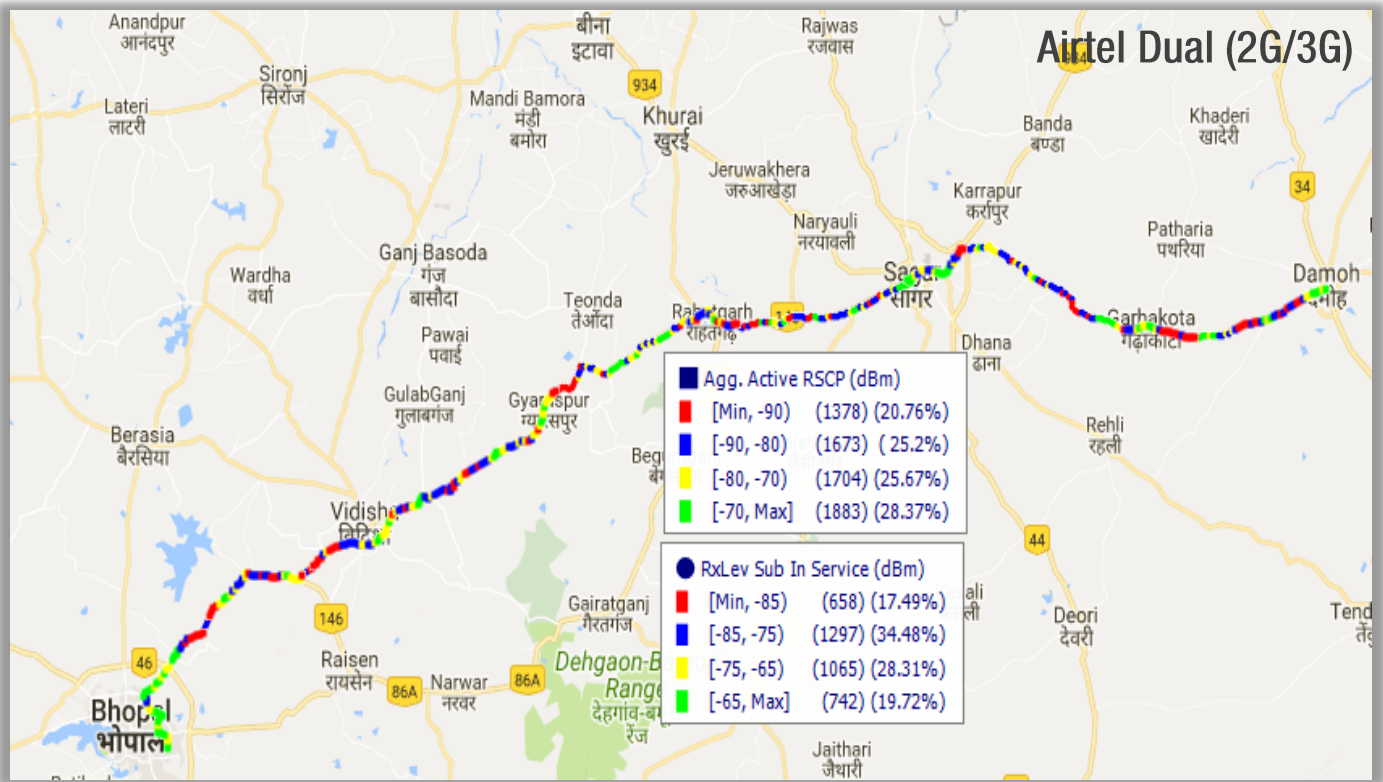 Airtel Dual (2G/3G)
Anandpur
आनंदपुर
बीना
इटावा
Rajwas
रजवास
Sironj
सिरोंज
934
Lateri
लाटरी
Mandi Bamora
मंडी
बमोरा
Khurai
खुरई
Banda
बण्डा
Khaderi
खादेरी
Jeruwakhera
जरुआखेड़ा
34
Karrapur
कर्रापुर
Naryauli
नरयावली
Patharia
पथरिया
Ganj Basoda
गंज
बासौदा
Wardha
वर्धा
Sagar
सागर
Damoh
दमोह
Teonda
तेओंदा
राहतगढ़
Garhakota
गढ़ाकोटा
Pawai
पवाई
Dhana
ढाना
GulabGanj
गुलाबगंज
Berasia
बैरसिया
Rehli
रहली
Agg. Active RSCP (dBm)
[Min, -90) (1378) (20.76%)
[-90, -80) (1673) ( 25.2%)
[-80, -70) (1704) (25.67%)
[-70, Max] (1883) (28.37%)
44
RxLev Sub In Service (dBm)
[Min, -85) (658) (17.49%)
[-85, -75) (1297) (34.48%)
[-75, -65) (1065) (28.31%)
[-65, Max] (742) (19.72%)
146
Gairatganj
गैरतगंज
Deori
देवरी
46
Raisen
रायसेन
86A
Narwar
नरवर
86A
Bhopal
भोपाल
Jaithari
जैथारी